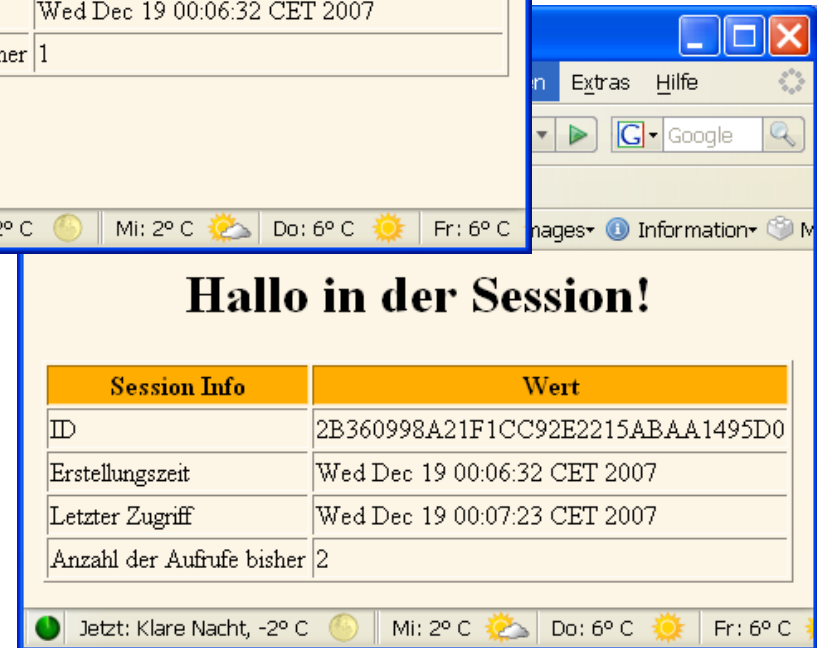 Wed Dec 19 00:06:32 CET 2007
1
Extras Hilfe
Google
Mi: 2° C Do: 6° C Fr: 6° C
Information
Hallo in der Session!
Session Info Wert
ID 2B360998A21F1CC92E2215ABAA1495D0
Erstellungszeit Wed Dec 19 00:06:32 CET 2007
Letzter Zugriff Wed Dec 19 00:07:23 CET 2007
Anzahl der Aufrufe bisher 2
Jetzt: Klare Nacht, -2° C Mi: 2° C Do: 6° C Fr: 6° C